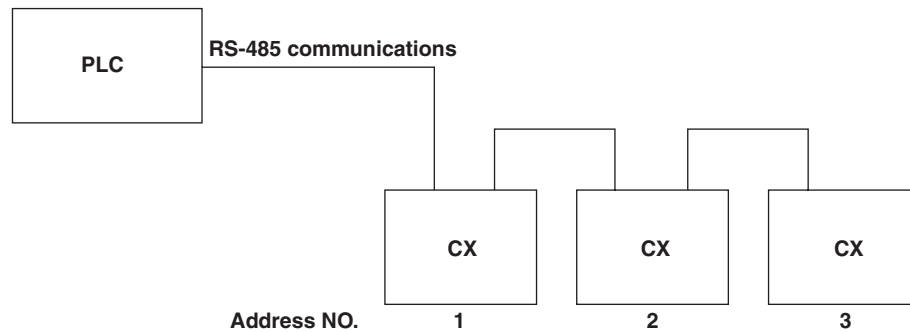 RS-485 communications
PLC
CX CX CX
Address NO. 1 2 3